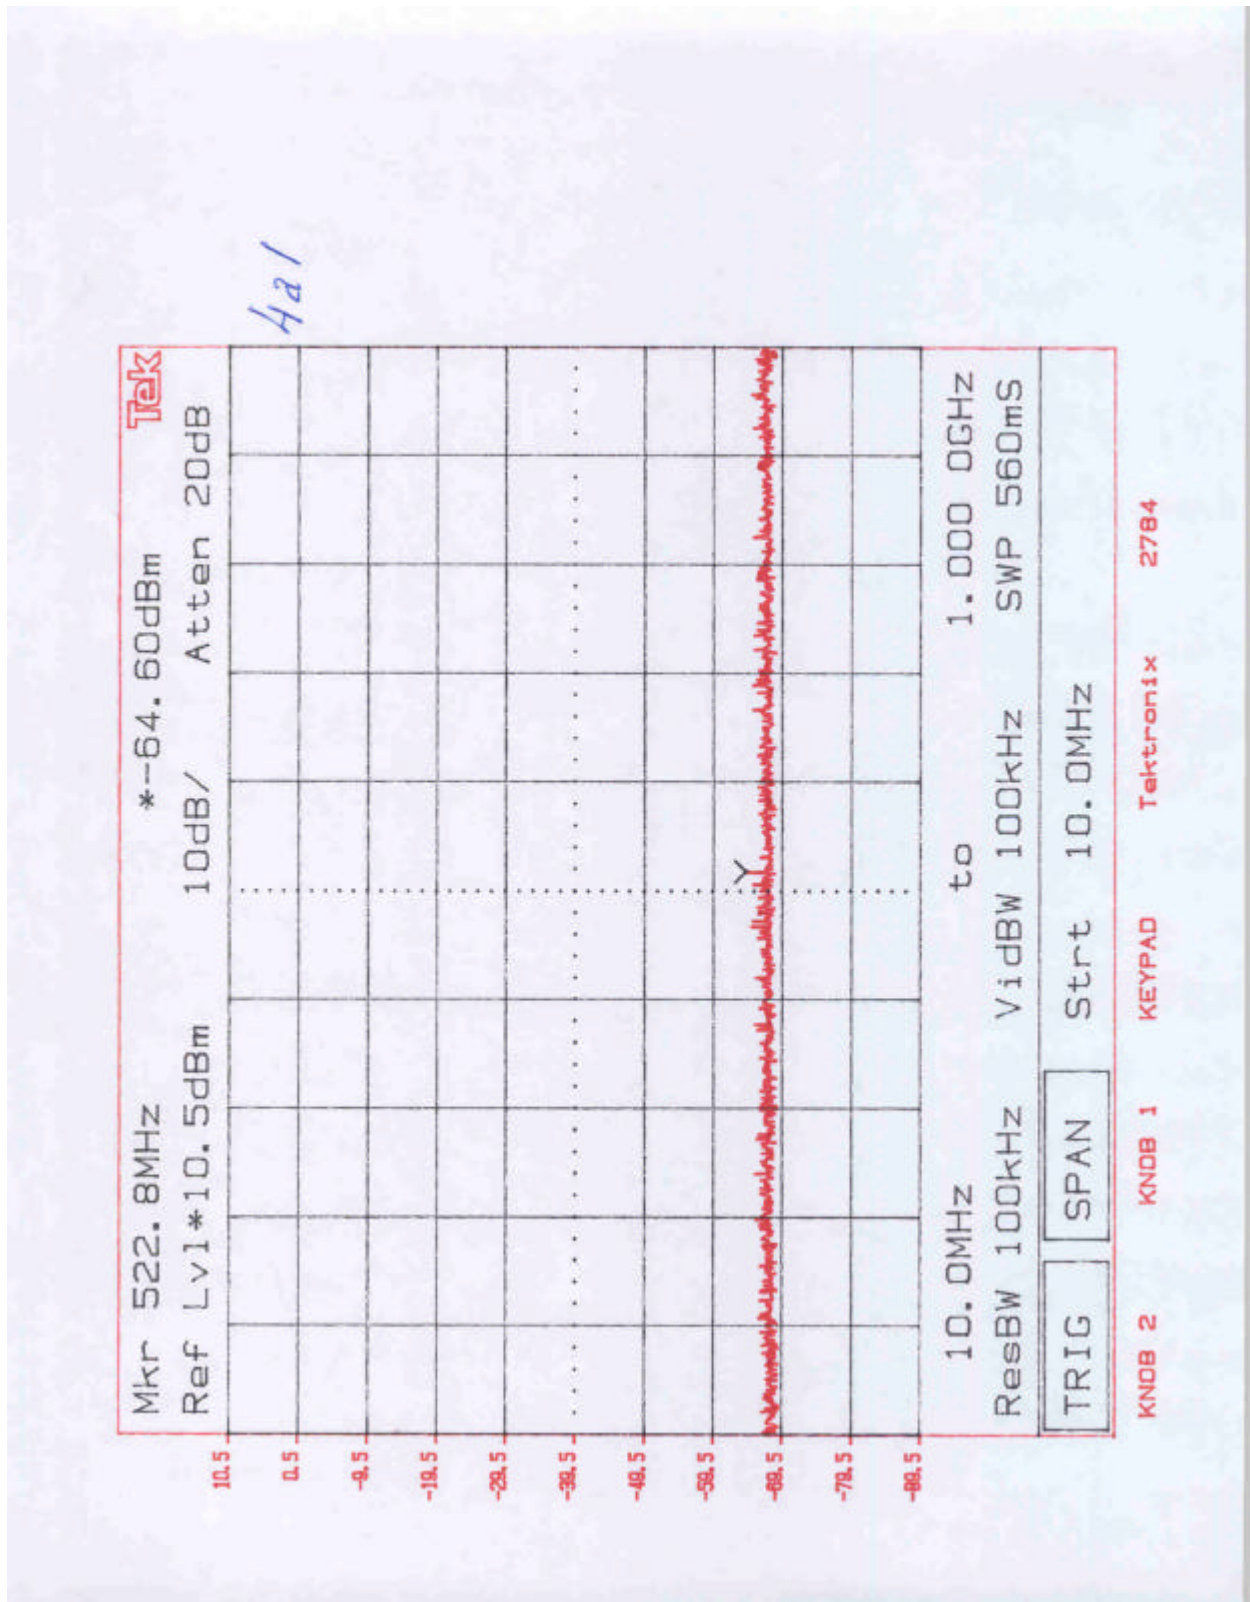 4a1
Mkr 522.8MHz *-64.60dBm Tek
Ref Lvl*10.5dBm 10dB/ Atten 20dB
10.5
0.5
-9.5
-19.5
-29.5
-39.5
-49.5
-59.5
-69.5
-79.5
-89.5
10.0MHz to 1.000 0GHz
ResBW 100kHz VidBW 100kHz SWP 560mS
TRIG SPAN Strt 10.0MHz
KNOB 2 KNOB 1 KEYPAD Tektronix 2784